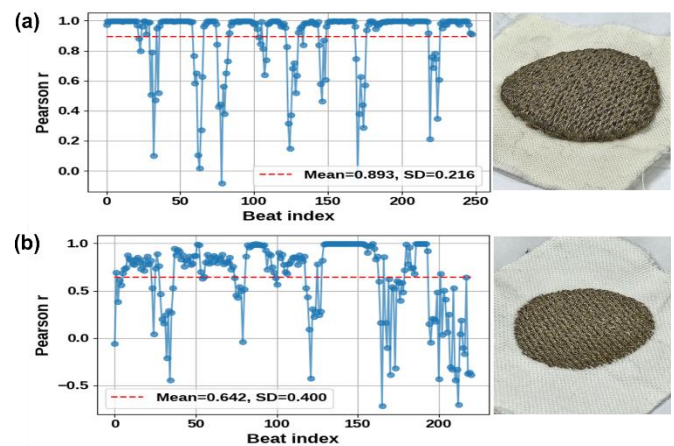 (a)
Pearson r
1.0
0.8
0.6
0.4
0.2
0.0
Mean=0.893, SD=0.216
0 50 100 150 200 250
Beat index
(b)
Pearson r
1.0
0.5
0.0
−0.5
Mean=0.642, SD=0.400
0 50 100 150 200
Beat index